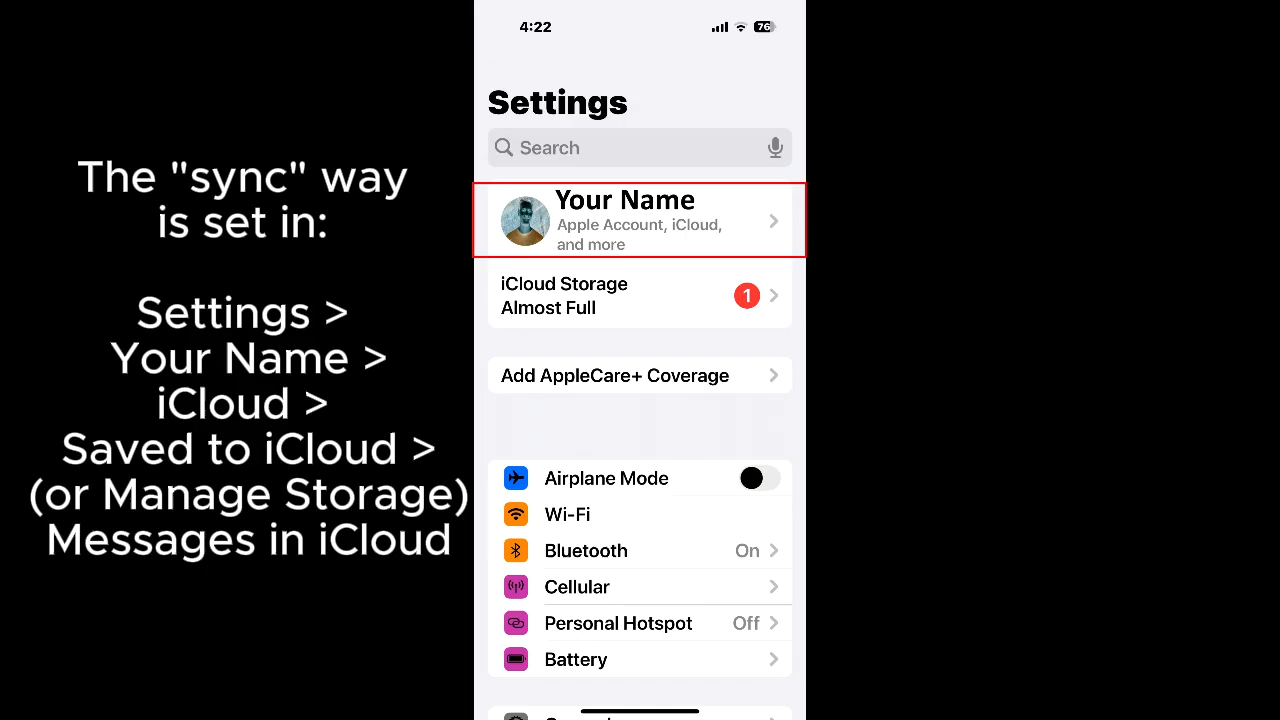 The "sync" way
is set in:
Settings >
Your Name >
iCloud >
Saved to iCloud >
(or Manage Storage)
Messages in iCloud
4:22
76
Settings
Search
Your Name
Apple Account, iCloud,
and more
iCloud Storage
Almost Full
1
Add AppleCare+ Coverage
Airplane Mode
Wi-Fi
Bluetooth On
Cellular
Personal Hotspot Off
Battery